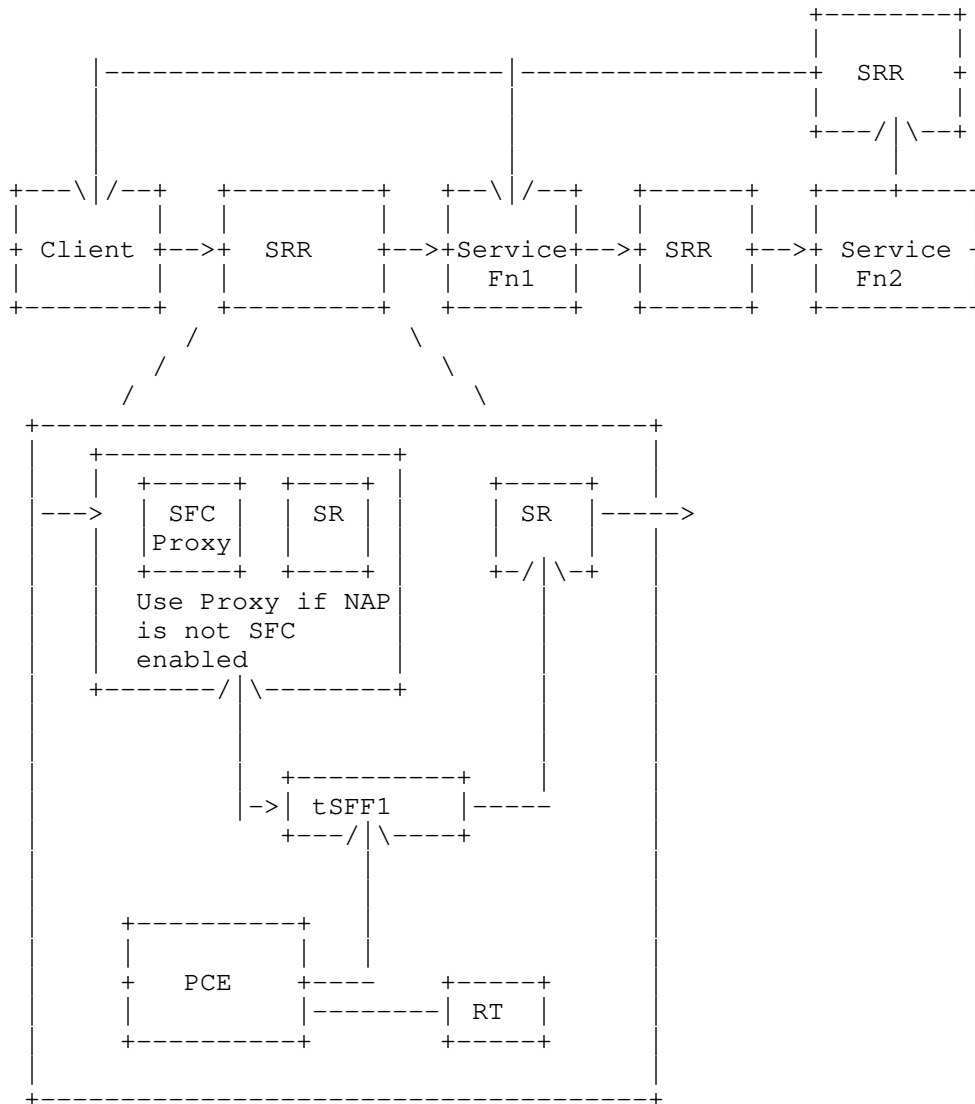 SRR
Client SRR Service SRR Service
Fn1 Fn2
SFC SR SR
Proxy
Use Proxy if NAP
is not SFC
enabled
tSFF1
PCE
RT